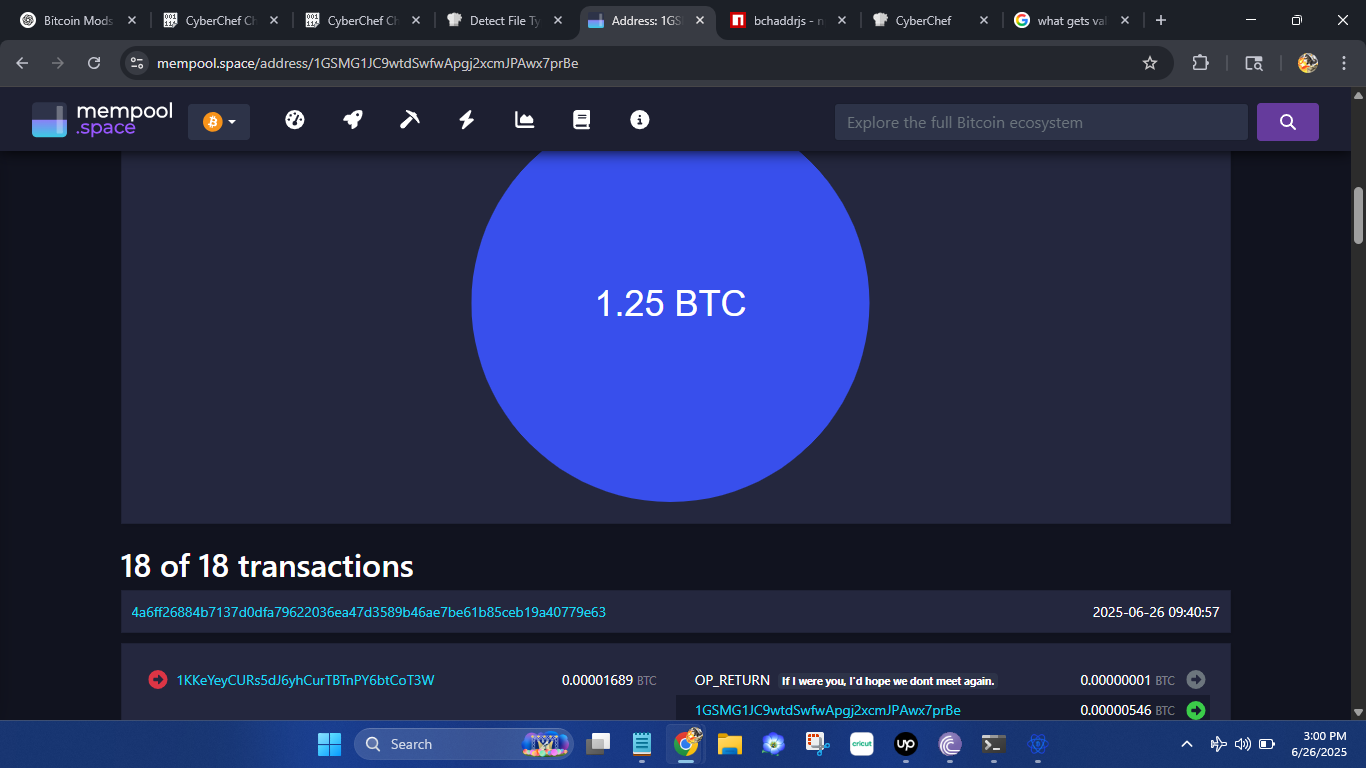 Bitcoin Mods
CyberChef Ch
CyberChef Ch
Detect File Ty
Address: 1GS
bchaddrjs - n
CyberChef
what gets val
mempool.space/address/1GSMG1JC9wtdSwfwApgj2xcmJPAwx7prBe
mempool
.space
Explore the full Bitcoin ecosystem
1.25 BTC
18 of 18 transactions
4a6ff26884b7137d0dfa79622036ea47d3589b46ae7be61b85ceb19a40779e63 2025-06-26 09:40:57
1KKeYeyCURs5dJ6yhCurTBTnPY6btCoT3W 0.00001689 BTC
OP_RETURN If I were you, I'd hope we dont meet again. 0.00000001 BTC
1GSMG1JC9wtdSwfwApgj2xcmJPAwx7prBe 0.00000546 BTC
Search
cricut
up
3:00 PM
6/26/2025